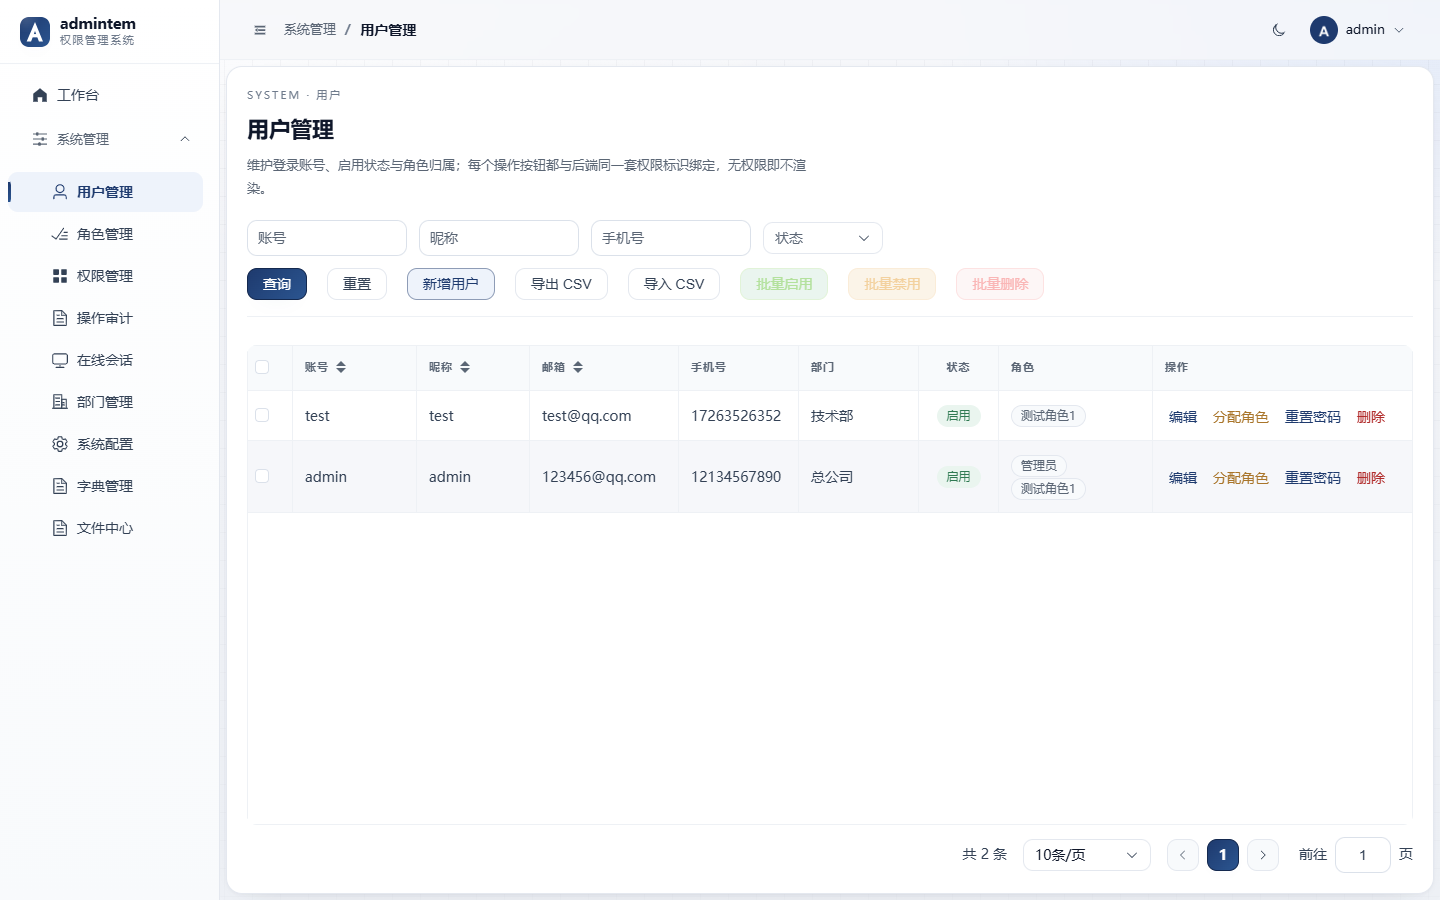 admintem
权限管理系统
系统管理 / 用户管理
A admin
工作台
系统管理
用户管理
角色管理
权限管理
操作审计
在线会话
部门管理
系统配置
字典管理
文件中心
SYSTEM · 用户
用户管理
维护登录账号、启用状态与角色归属；每个操作按钮都与后端同一套权限标识绑定，无权限即不渲
染。
账号 昵称 手机号 状态
查询 重置 新增用户 导出 CSV 导入 CSV 批量启用 批量禁用 批量删除
账号 昵称 邮箱 手机号 部门 状态 角色 操作
test test test@qq.com 17263526352 技术部 启用 测试角色1 编辑 分配角色 重置密码 删除
admin admin 123456@qq.com 12134567890 总公司 启用 管理员 测试角色1 编辑 分配角色 重置密码 删除
共 2 条 10条/页 1 前往 1 页